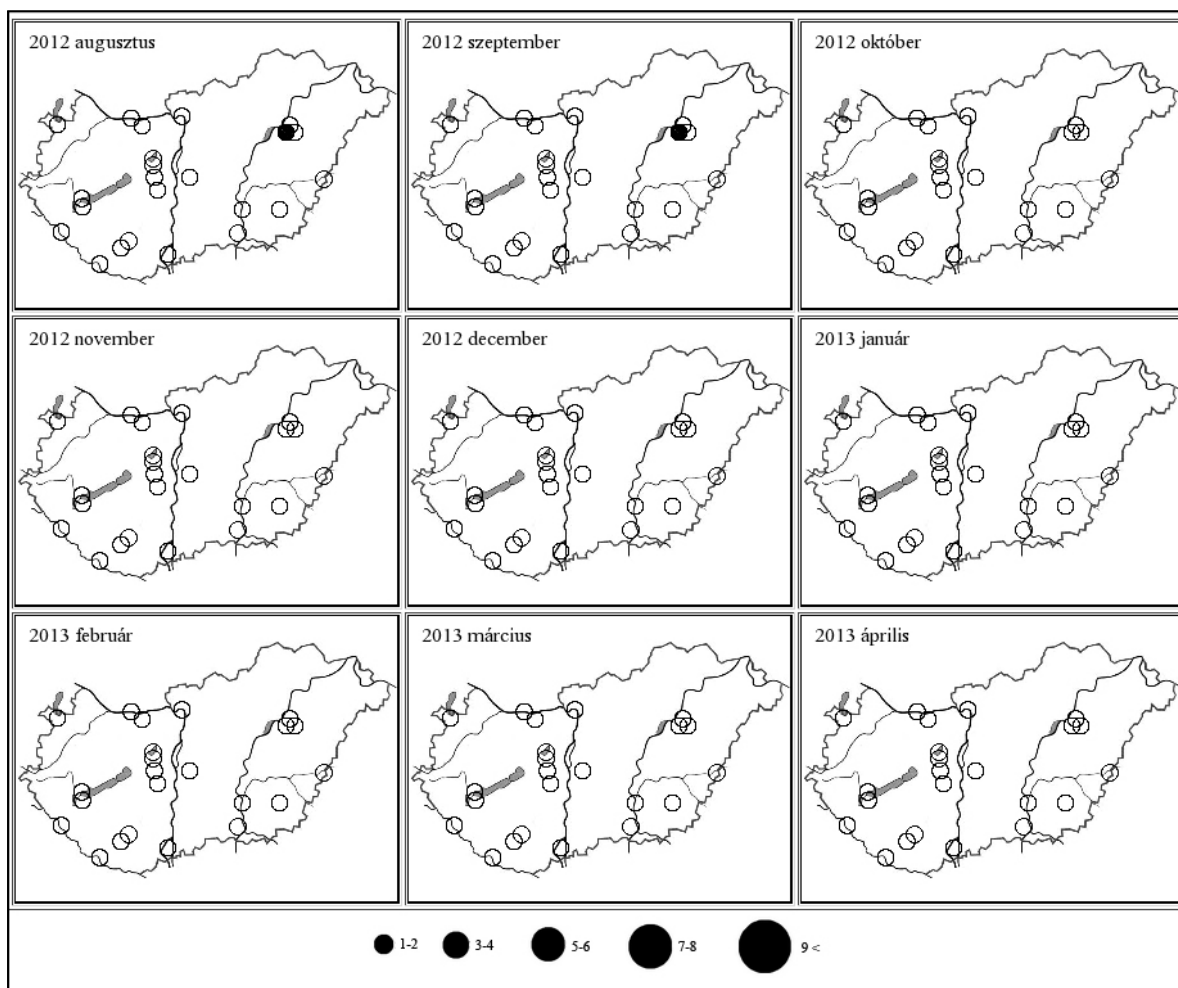 2012 augusztus
2012 szeptember
2012 október
2012 november
2012 december
2013 január
2013 február
2013 március
2013 április
1-2
3-4
5-6
7-8
9 <